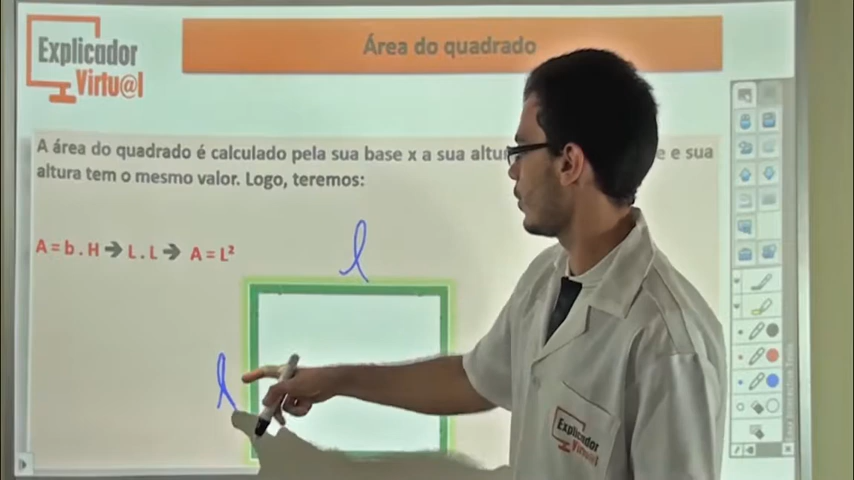 Explicador
Virtu@l
Área do quadrado
A área do quadrado é calculado pela sua base x a sua e sua
altura tem o mesmo valor. Logo, teremos:
A=b.H➔L.L➔ A=L²
l
l
Explicador
Virtu@l